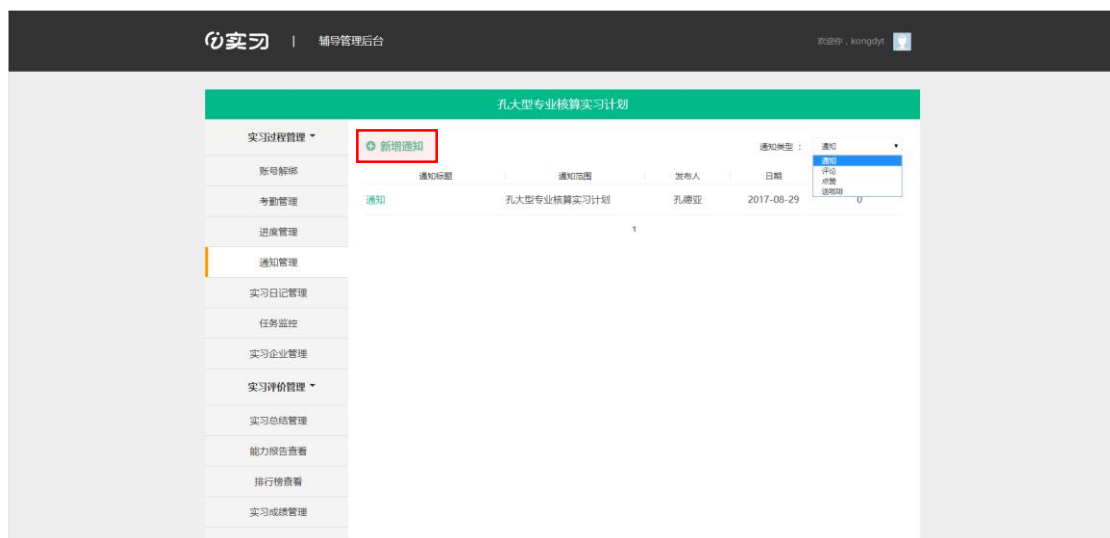 i实习 | 辅导管理后台
欢迎你，kongdyt
孔大型专业核算实习计划
实习过程管理
账号解绑
考勤管理
进度管理
通知管理
实习日记管理
任务监控
实习企业管理
实习评价管理
实习总结管理
能力报告查看
排行榜查看
实习成绩管理
新增通知
通知类型：
通知
通知
评论
点赞
送咖啡
通知标题 通知范围 发布人 日期
通知 孔大型专业核算实习计划 孔德亚 2017-08-29 0
1